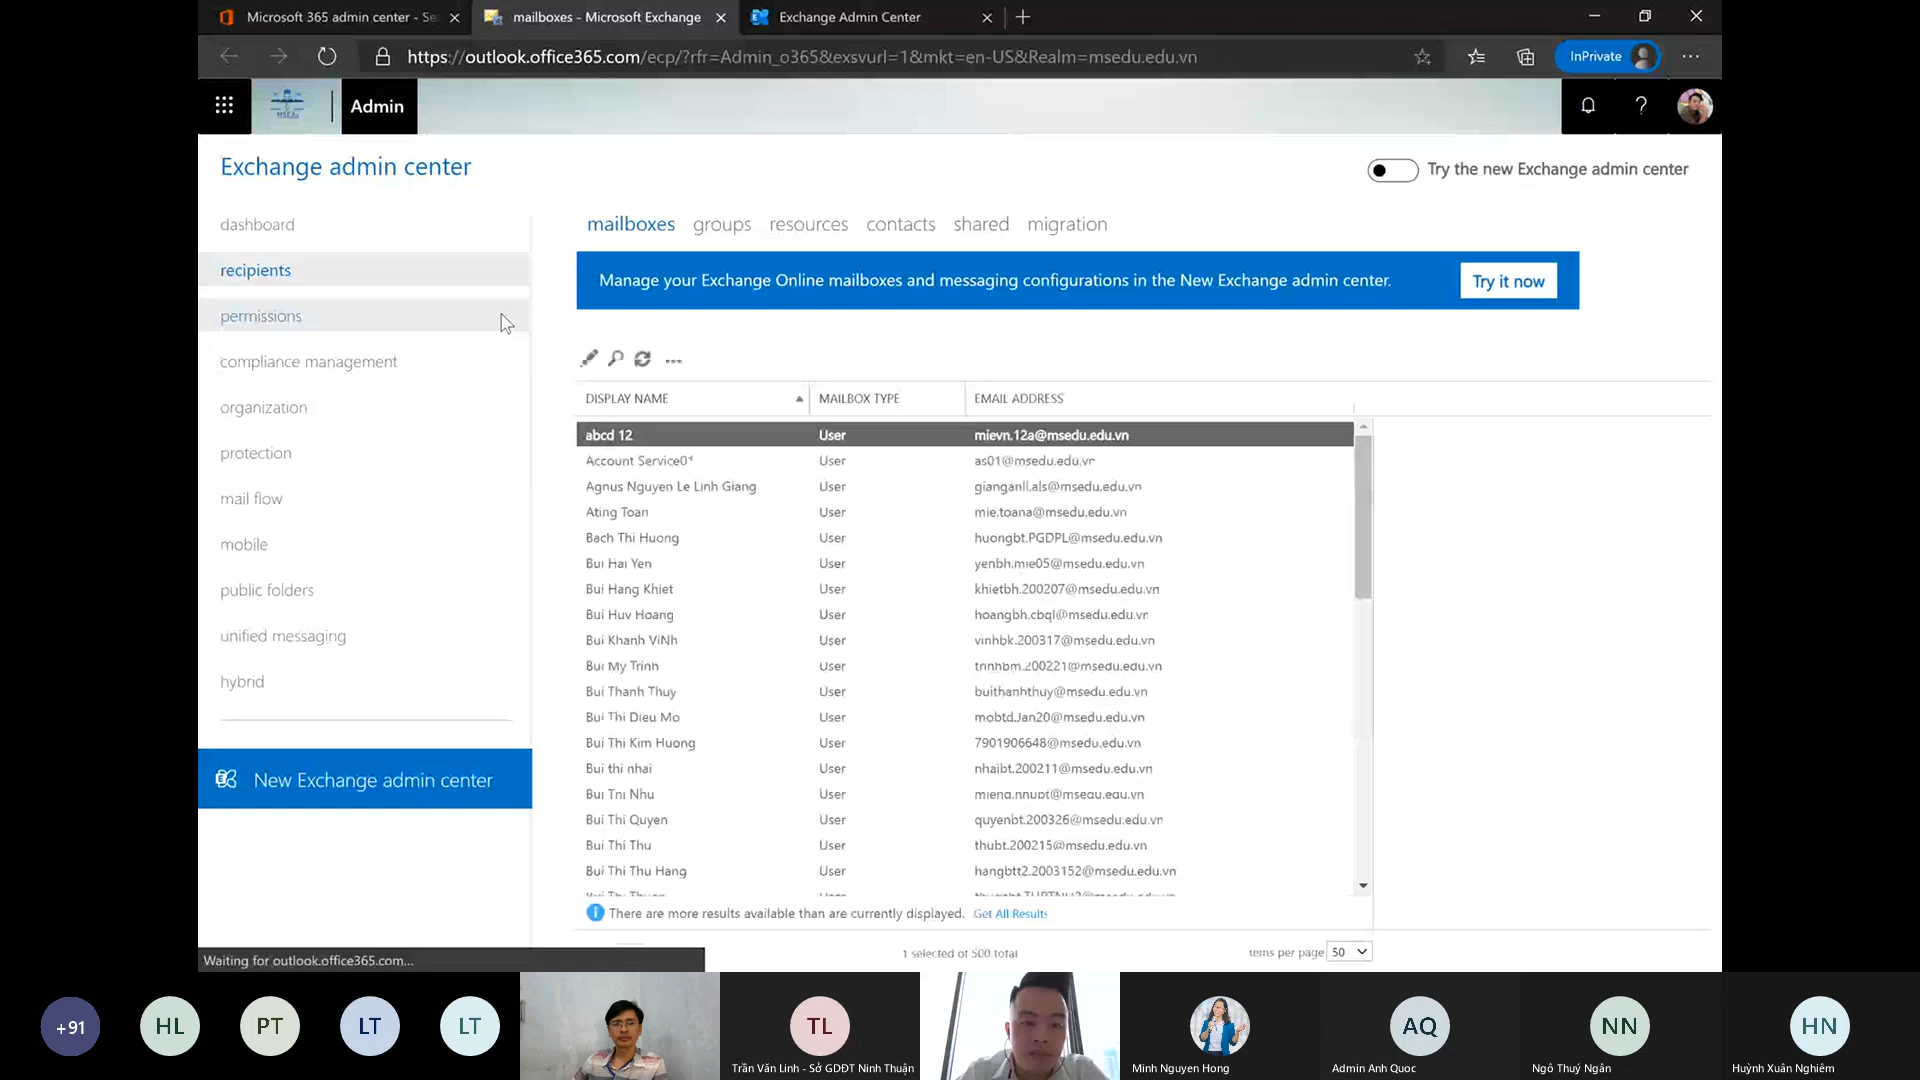 Microsoft 365 admin center - Se
mailboxes - Microsoft Exchange
Exchange Admin Center
https://outlook.office365.com/ecp/?rfr=Admin_o365&exsvurl=1&mkt=en-US&Realm=msedu.edu.vn
InPrivate
Admin
Exchange admin center
Try the new Exchange admin center
dashboard
recipients
permissions
compliance management
organization
protection
mail flow
mobile
public folders
unified messaging
hybrid
New Exchange admin center
mailboxes groups resources contacts shared migration
Manage your Exchange Online mailboxes and messaging configurations in the New Exchange admin center.
Try it now
DISPLAY NAME MAILBOX TYPE EMAIL ADDRESS
abcd 12 User mievn.12a@msedu.edu.vn
Account Service01 User as01@msedu.edu.vn
Agnus Nguyen Le Linh Giang User gianganll.als@msedu.edu.vn
Ating Toan User mie.toana@msedu.edu.vn
Bach Thi Huong User huongbt.PGDPL@msedu.edu.vn
Bui Hai Yen User yenbh.mie05@msedu.edu.vn
Bui Hang Khiet User khietbh.200207@msedu.edu.vn
Bui Huy Hoang User hoangbh.cbql@msedu.edu.vn
Bui Khanh ViNh User vinhbk.200317@msedu.edu.vn
Bui My Trinh User trinhbm.200221@msedu.edu.vn
Bui Thanh Thuy User buithanhthuy@msedu.edu.vn
Bui Thi Dieu Mo User mobtd.Jan20@msedu.edu.vn
Bui Thi Kim Huong User 7901906648@msedu.edu.vn
Bui thi nhai User nhaibt.200211@msedu.edu.vn
Bui Thi Nhu User
Bui Thi Quyen User quyenbt.200326@msedu.edu.vn
Bui Thi Thu User thubt.200215@msedu.edu.vn
Bui Thi Thu Hang User hangbtt2.2003152@msedu.edu.vn
There are more results available than are currently displayed. Get All Results
1 selected of 500 total
items per page 50
Waiting for outlook.office365.com...
+91
HL
PT
LT
LT
TL
AQ
NN
HN
Trần Văn Linh - Sở GDĐT Ninh Thuận
Minh Nguyen Hong
Admin Anh Quoc
Ngô Thuý Ngân
Huỳnh Xuân Nghiêm